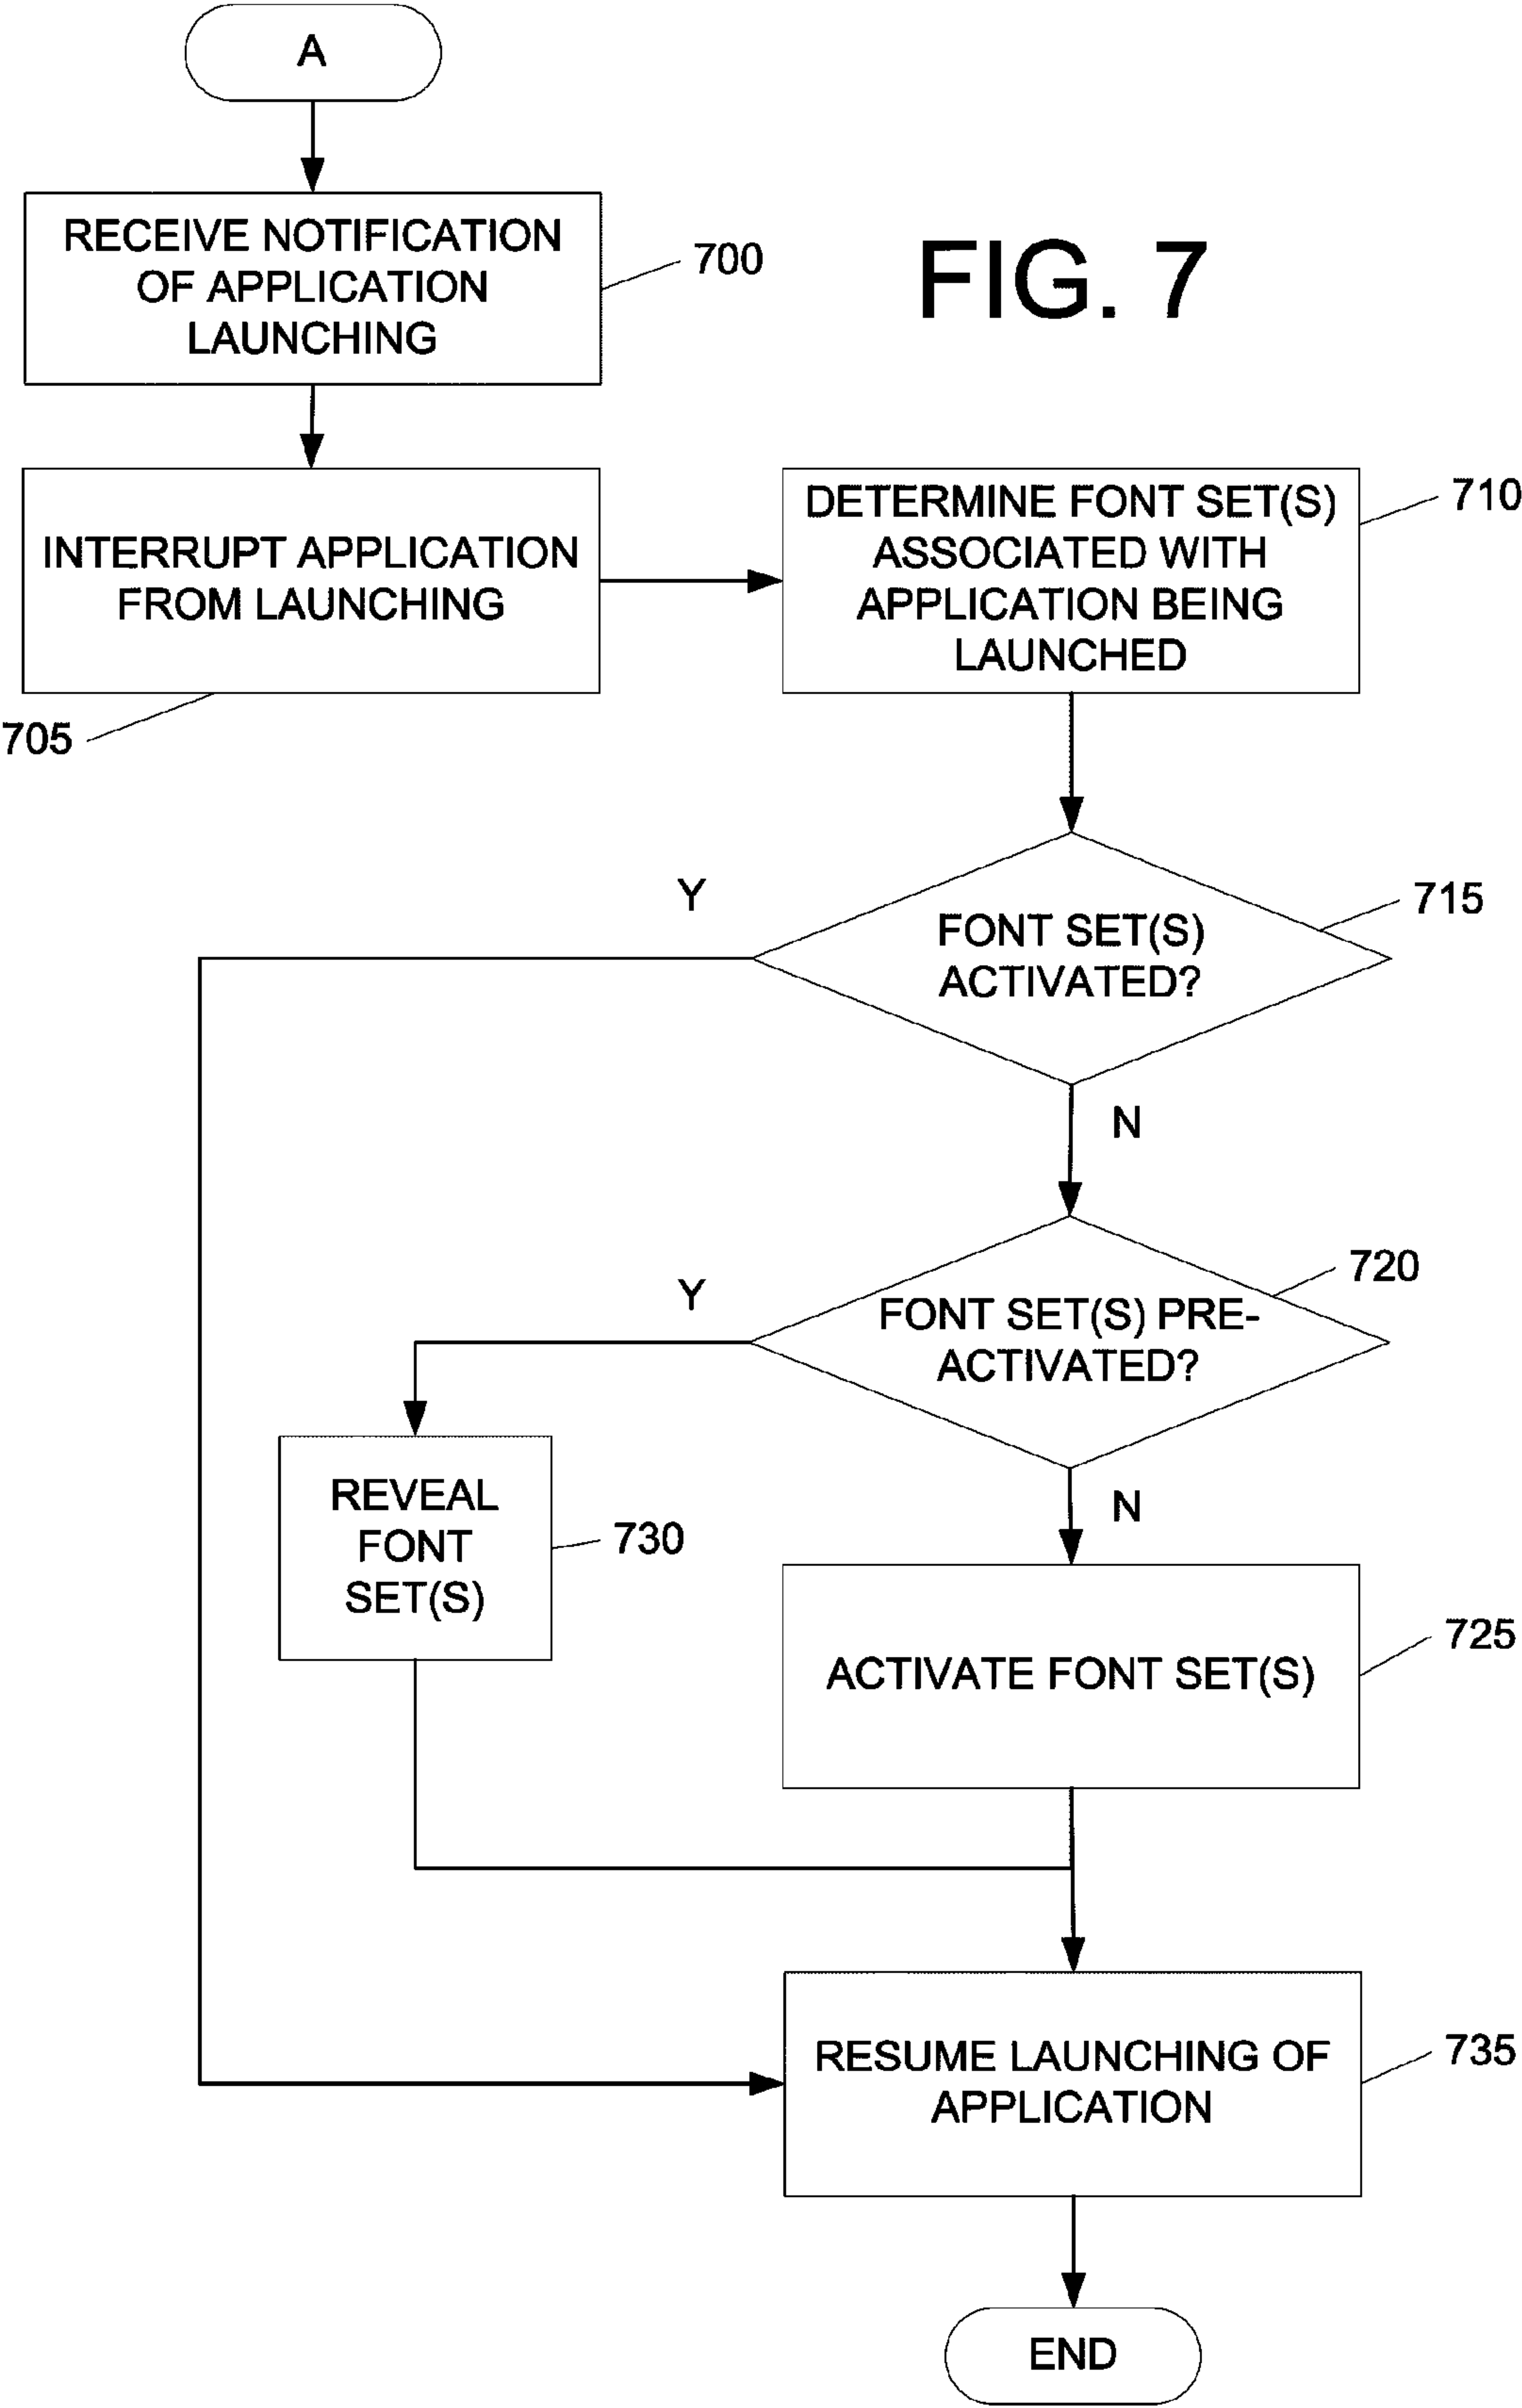 A
RECEIVE NOTIFICATION
OF APPLICATION
LAUNCHING
700
FIG. 7
INTERRUPT APPLICATION
FROM LAUNCHING
705
DETERMINE FONT SET(S)
ASSOCIATED WITH
APPLICATION BEING
LAUNCHED
710
Y
FONT SET(S)
ACTIVATED?
715
N
Y
FONT SET(S) PRE-
ACTIVATED?
720
N
REVEAL
FONT
SET(S)
730
ACTIVATE FONT SET(S)
725
RESUME LAUNCHING OF
APPLICATION
735
END